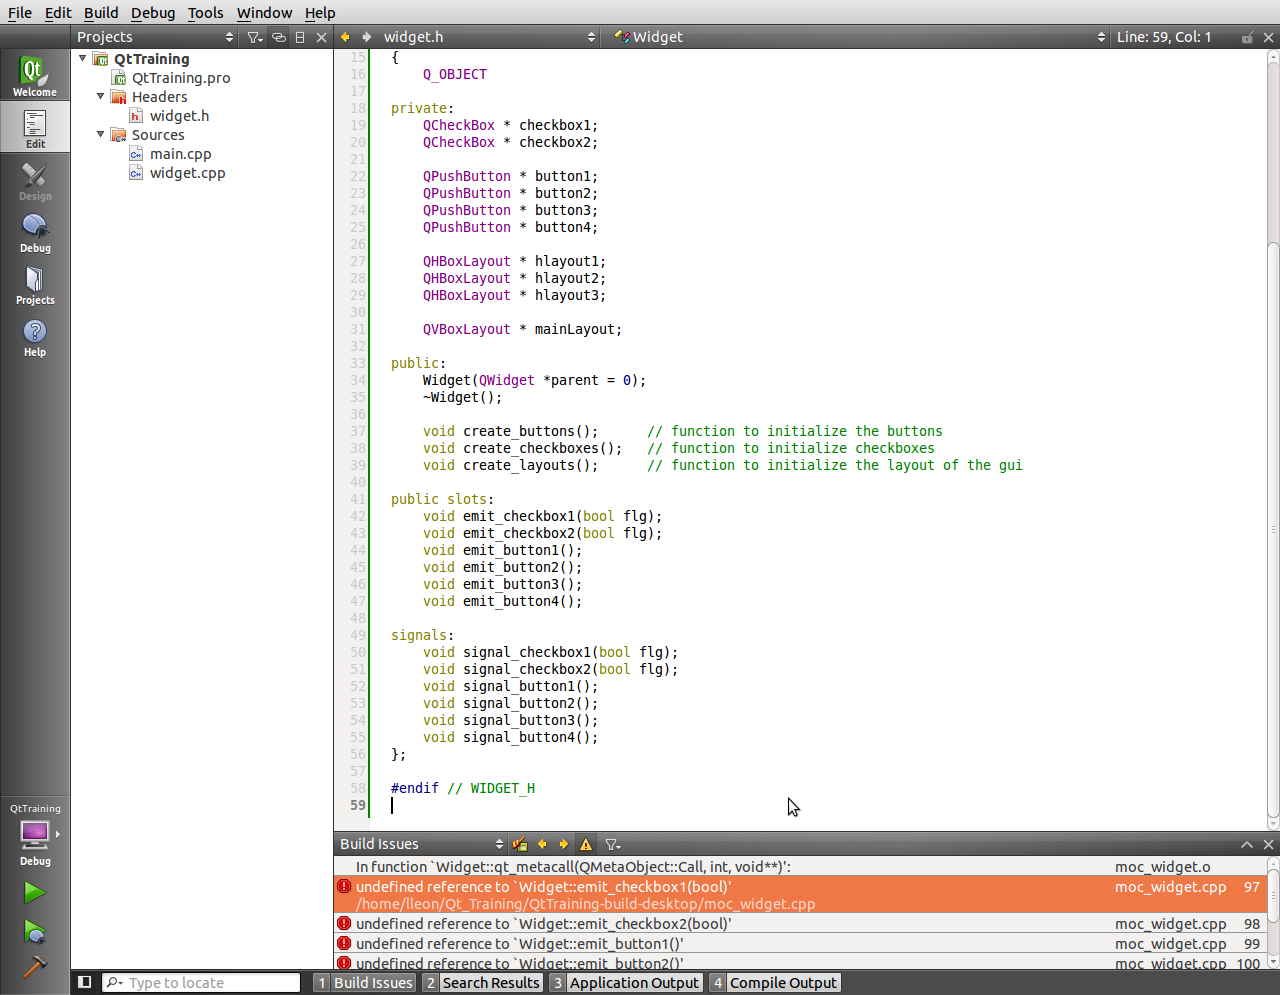 File Edit Build Debug Tools Window Help
Projects
widget.h
Widget
Line: 59, Col: 1
Welcome
Edit
Design
Debug
Projects
Help
QtTraining
QtTraining.pro
Headers
widget.h
Sources
main.cpp
widget.cpp
15 {
16 Q_OBJECT
17
18 private:
19 QCheckBox * checkbox1;
20 QCheckBox * checkbox2;
21
22 QPushButton * button1;
23 QPushButton * button2;
24 QPushButton * button3;
25 QPushButton * button4;
26
27 QHBoxLayout * hlayout1;
28 QHBoxLayout * hlayout2;
29 QHBoxLayout * hlayout3;
30
31 QVBoxLayout * mainLayout;
32
33 public:
34 Widget(QWidget *parent = 0);
35 ~Widget();
36
37 void create_buttons(); // function to initialize the buttons
38 void create_checkboxes(); // function to initialize checkboxes
39 void create_layouts(); // function to initialize the layout of the gui
40
41 public slots:
42 void emit_checkbox1(bool flg);
43 void emit_checkbox2(bool flg);
44 void emit_button1();
45 void emit_button2();
46 void emit_button3();
47 void emit_button4();
48
49 signals:
50 void signal_checkbox1(bool flg);
51 void signal_checkbox2(bool flg);
52 void signal_button1();
53 void signal_button2();
54 void signal_button3();
55 void signal_button4();
56 };
57
58 #endif // WIDGET_H
59
QtTraining
Debug
Build Issues
In function `Widget::qt_metacall(QMetaObject::Call, int, void**)': moc_widget.o
undefined reference to `Widget::emit_checkbox1(bool)' moc_widget.cpp 97
/home/lleon/Qt_Training/QtTraining-build-desktop/moc_widget.cpp
undefined reference to `Widget::emit_checkbox2(bool)' moc_widget.cpp 98
undefined reference to `Widget::emit_button1()' moc_widget.cpp 99
undefined reference to `Widget::emit_button2()' moc_widget.cpp 100
Type to locate
1 Build Issues 2 Search Results 3 Application Output 4 Compile Output